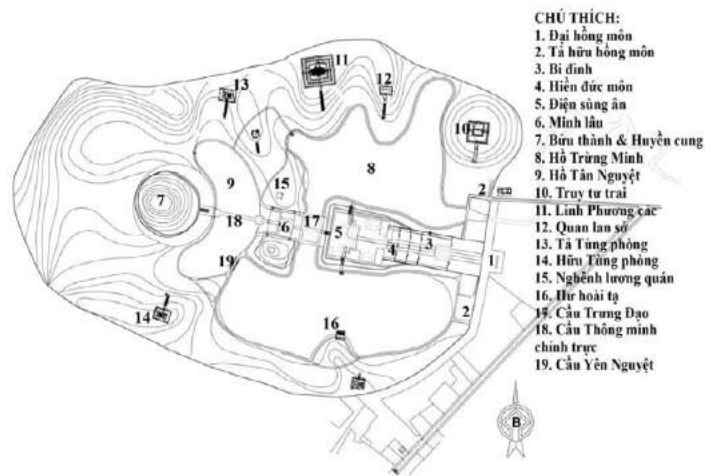 11
12
13
10
8
9
15
2
7
18
6
17
5
4
3
1
19
2
14
16
B
CHÚ THÍCH:
1. Đại hồng môn
2. Tả hữu hồng môn
3. Bi đình
4. Hiển đức môn
5. Điện sùng ân
6. Minh lâu
7. Bửu thành & Huyền cung
8. Hồ Trừng Minh
9. Hồ Tân Nguyệt
10. Truy tư trai
11. Linh Phương các
12. Quan lan sở
13. Tả Tùng phòng
14. Hữu Tùng phòng
15. Nghênh lương quán
16. Hư hoài tạ
17. Cầu Trung Đạo
18. Cầu Thông minh
chính trực
19. Cầu Yên Nguyệt